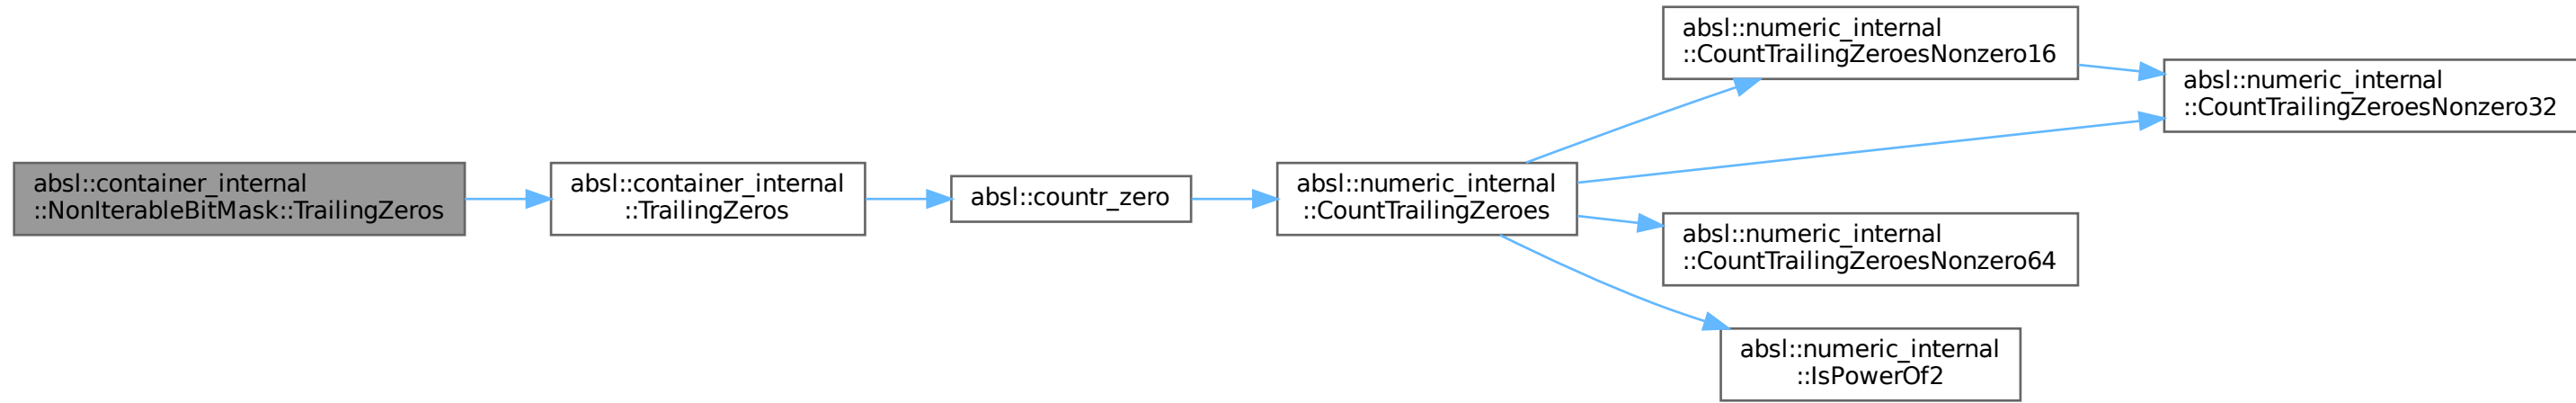 absl::container_internal
::NonIterableBitMask::TrailingZeros
absl::container_internal
::TrailingZeros
absl::countr_zero
absl::numeric_internal
::CountTrailingZeroes
absl::numeric_internal
::CountTrailingZeroesNonzero16
absl::numeric_internal
::CountTrailingZeroesNonzero32
absl::numeric_internal
::CountTrailingZeroesNonzero64
absl::numeric_internal
::IsPowerOf2